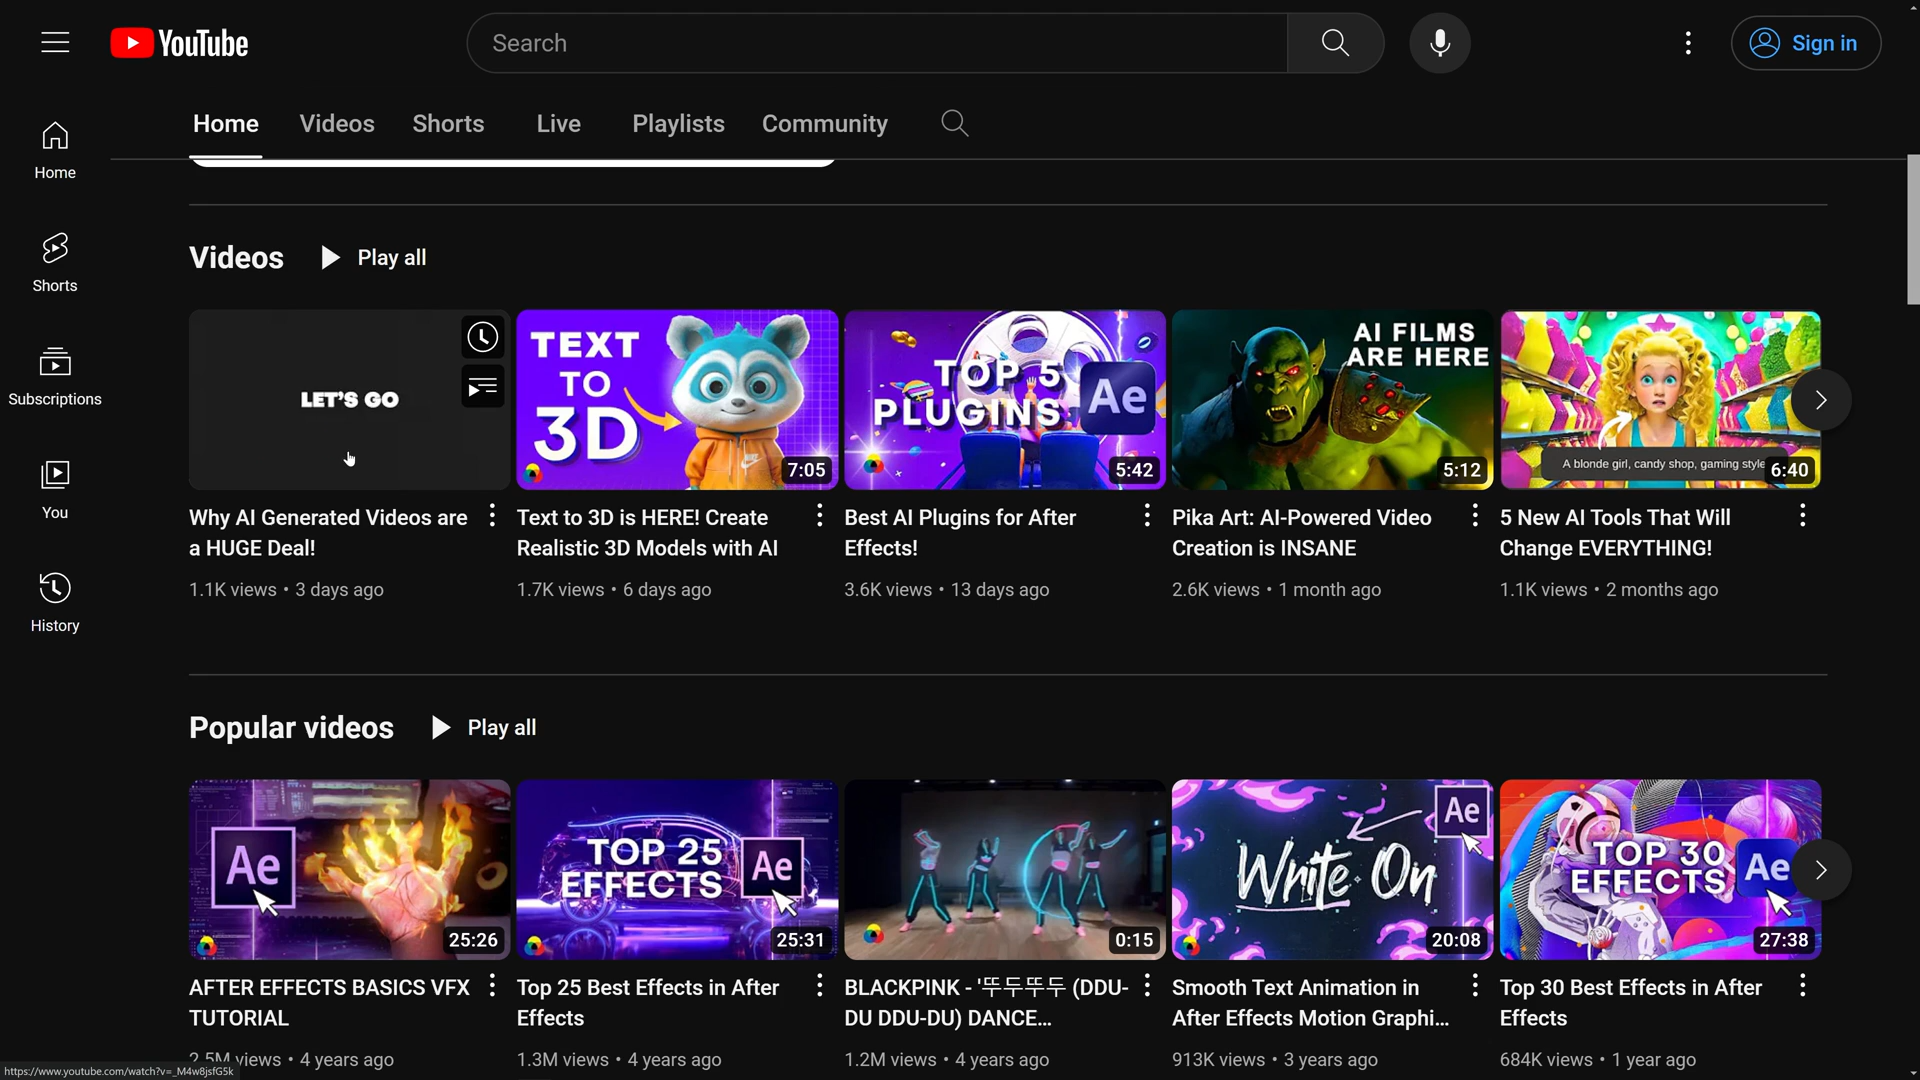 YouTube
Search
Sign in
Home
Videos
Shorts
Live
Playlists
Community
Home
Shorts
Subscriptions
You
History
Videos
Play all
LET'S GO
TEXT
TO
3D
7:05
TOP 5
PLUGINS
Ae
5:42
AI FILMS
ARE HERE
5:12
A blonde girl, candy shop, gaming style
6:40
Why AI Generated Videos are
a HUGE Deal!
1.1K views • 3 days ago
Text to 3D is HERE! Create
Realistic 3D Models with AI
1.7K views • 6 days ago
Best AI Plugins for After
Effects!
3.6K views • 13 days ago
Pika Art: AI-Powered Video
Creation is INSANE
2.6K views • 1 month ago
5 New AI Tools That Will
Change EVERYTHING!
1.1K views • 2 months ago
Popular videos
Play all
Ae
25:26
TOP 25
EFFECTS
Ae
25:31
0:15
Write On
Ae
20:08
TOP 30
EFFECTS
Ae
27:38
AFTER EFFECTS BASICS VFX
TUTORIAL
2.5M views • 4 years ago
Top 25 Best Effects in After
Effects
1.3M views • 4 years ago
BLACKPINK - '뚜두뚜두 (DDU-
DU DDU-DU) DANCE...
1.2M views • 4 years ago
Smooth Text Animation in
After Effects Motion Graphi...
913K views • 3 years ago
Top 30 Best Effects in After
Effects
684K views • 1 year ago
https://www.youtube.com/watch?v=_M4w8jsfG5k